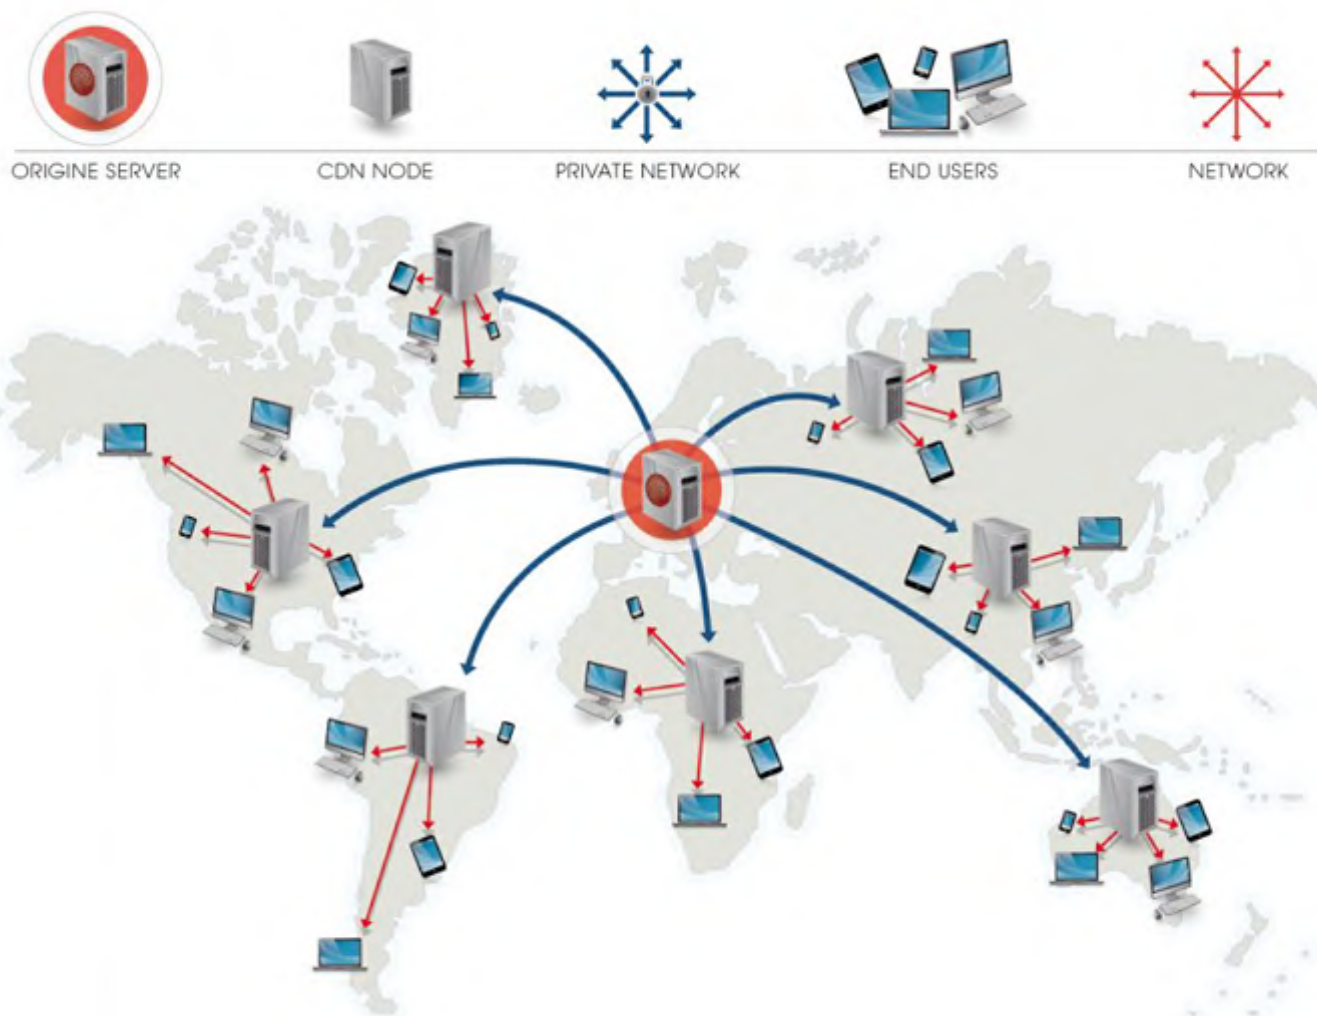 ORIGINE SERVER
CDN NODE
PRIVATE NETWORK
END USERS
NETWORK